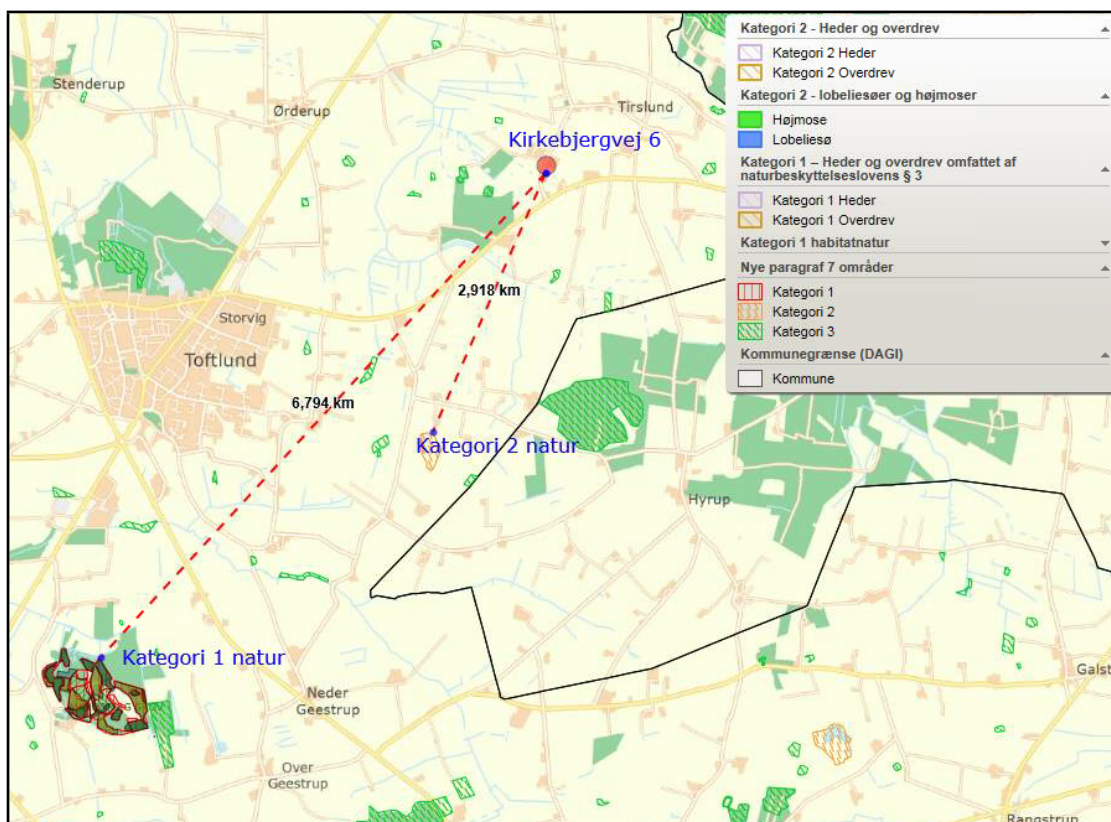 Kategori 2 - Heder og overdrev
Kategori 2 Heder
Kategori 2 Overdrev
Kategori 2 - lobeliesøer og højmoser
Højmose
Lobeliesø
Kategori 1 – Heder og overdrev omfattet af
naturbeskyttelseslovens § 3
Kategori 1 Heder
Kategori 1 Overdrev
Kategori 1 habitatnatur
Nye paragraf 7 områder
Kategori 1
Kategori 2
Kategori 3
Kommunegrænse (DAGI)
Kommune
Stenderup
Ørderup
Tirslund
Kirkebjergvej 6
2,918 km
Storvig
Toftlund
6,794 km
Kategori 2 natur
Hyrup
Kategori 1 natur
Neder
Geestrup
Galst
Over
Geestrup
Rangstrup